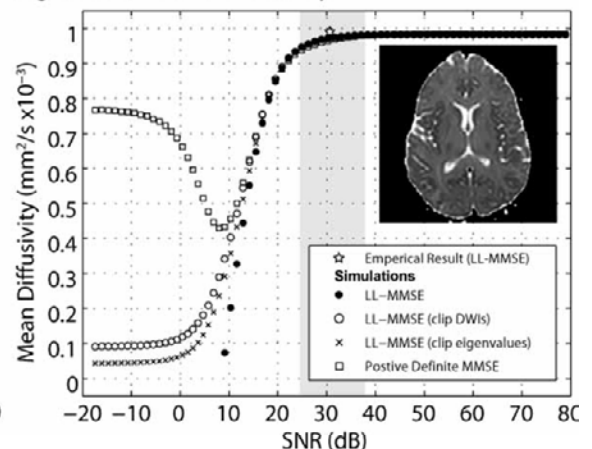 Mean Diffusivity (mm²/s x10⁻³)
1
0.9
0.8
0.7
0.6
0.5
0.4
0.3
0.2
0.1
0
Emperical Result (LL-MMSE)
Simulations
LL−MMSE
LL−MMSE (clip DWIs)
LL−MMSE (clip eigenvalues)
Postive Definite MMSE
−20 −10 0 10 20 30 40 50 60 70 80
SNR (dB)